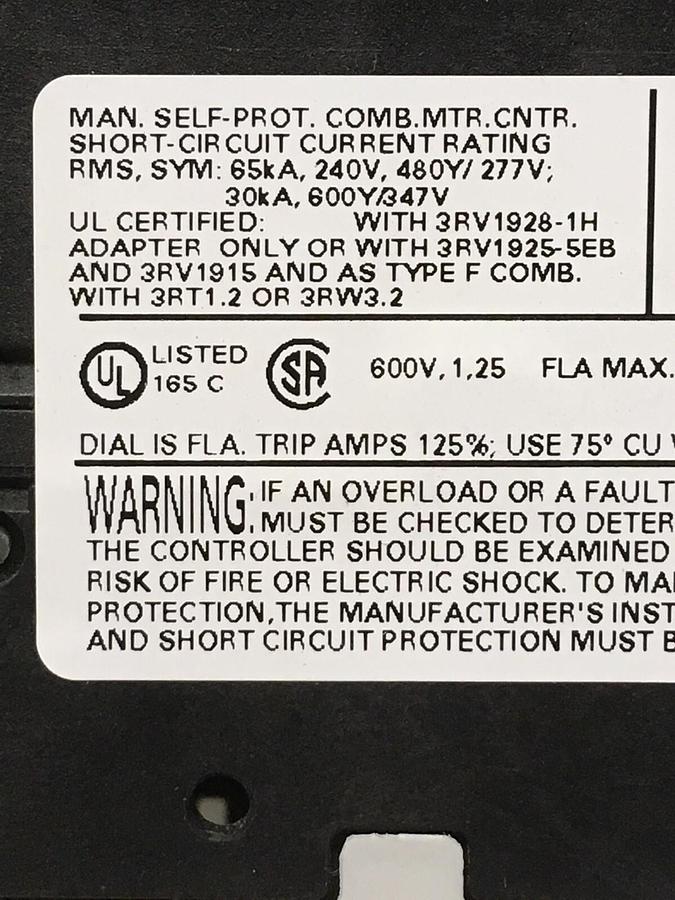 MAN. SELF-PROT. COMB.MTR.CNTR.
SHORT-CIRCUIT CURRENT RATING
RMS, SYM: 65kA, 240V, 480Y/277V;
30kA, 600Y/347V
UL CERTIFIED: WITH 3RV1928-1H
ADAPTER ONLY OR WITH 3RV1925-5EB
AND 3RV1915 AND AS TYPE F COMB.
WITH 3RT1.2 OR 3RW3.2
UL LISTED
165 C
SA 600V, 1,25 FLA MAX.
DIAL IS FLA. TRIP AMPS 125%; USE 75° CU
WARNING: IF AN OVERLOAD OR A FAULT
MUST BE CHECKED TO DETER
THE CONTROLLER SHOULD BE EXAMINED
RISK OF FIRE OR ELECTRIC SHOCK. TO MAI
PROTECTION, THE MANUFACTURER'S INST
AND SHORT CIRCUIT PROTECTION MUST B